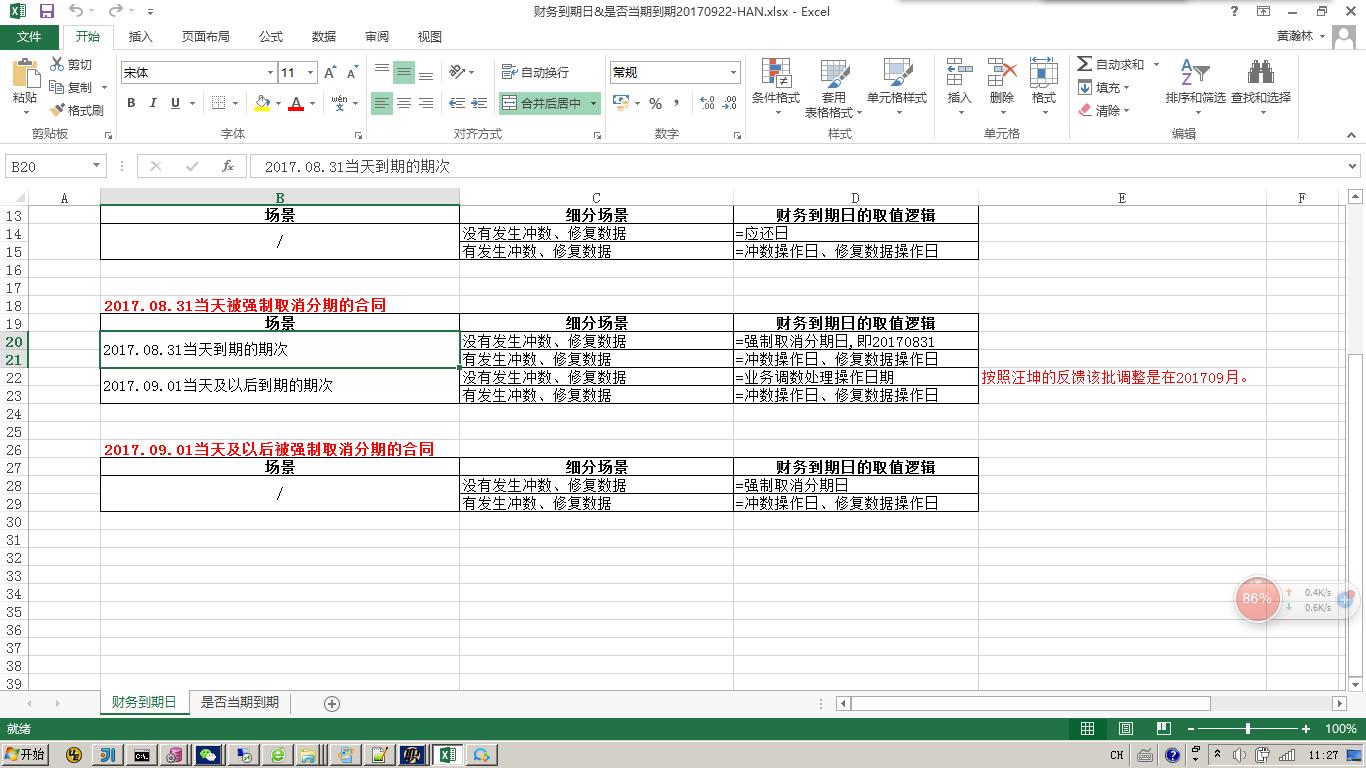 财务到期日&是否当期到期20170922-HAN.xlsx - Excel
文件 开始 插入 页面布局 公式 数据 审阅 视图 黄瀚林
粘贴 剪切 复制 格式刷 剪贴板
宋体 11 B I U 字体
自动换行 合并后居中 对齐方式
常规 数字
条件格式 套用表格格式 单元格样式 样式
插入 删除 格式 单元格
自动求和 填充 清除 排序和筛选 查找和选择 编辑
B20 fx 2017.08.31当天到期的期次
A B C D E F
13 场景 细分场景 财务到期日的取值逻辑
14 / 没有发生冲数、修复数据 =应还日
15 有发生冲数、修复数据 =冲数操作日、修复数据操作日
16
17
18 2017.08.31当天被强制取消分期的合同
19 场景 细分场景 财务到期日的取值逻辑
20 2017.08.31当天到期的期次 没有发生冲数、修复数据 =强制取消分期日,即20170831
21 有发生冲数、修复数据 =冲数操作日、修复数据操作日
22 2017.09.01当天及以后到期的期次 没有发生冲数、修复数据 =业务调数处理操作日期 按照汪坤的反馈该批调整是在201709月。
23 有发生冲数、修复数据 =冲数操作日、修复数据操作日
24
25
26 2017.09.01当天及以后被强制取消分期的合同
27 场景 细分场景 财务到期日的取值逻辑
28 / 没有发生冲数、修复数据 =强制取消分期日
29 有发生冲数、修复数据 =冲数操作日、修复数据操作日
30
31
32
33
34
35
36
37
38
39
86% 0.4K/s
0.6K/s
财务到期日 是否当期到期
就绪 100%
开始 CH 11:27